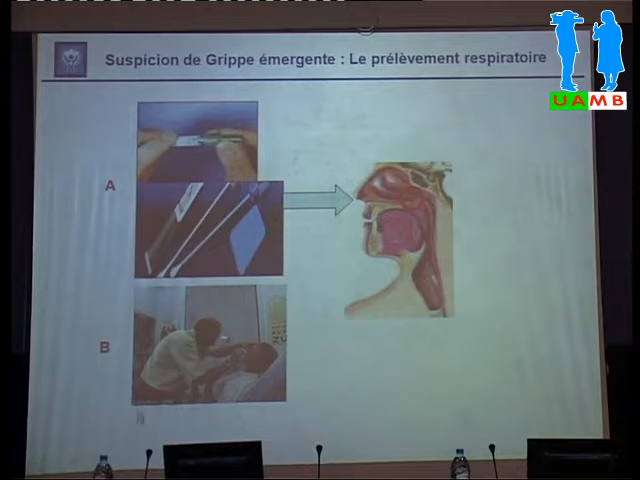 Suspicion de Grippe émergente : Le prélèvement respiratoire
UAMB
A
B